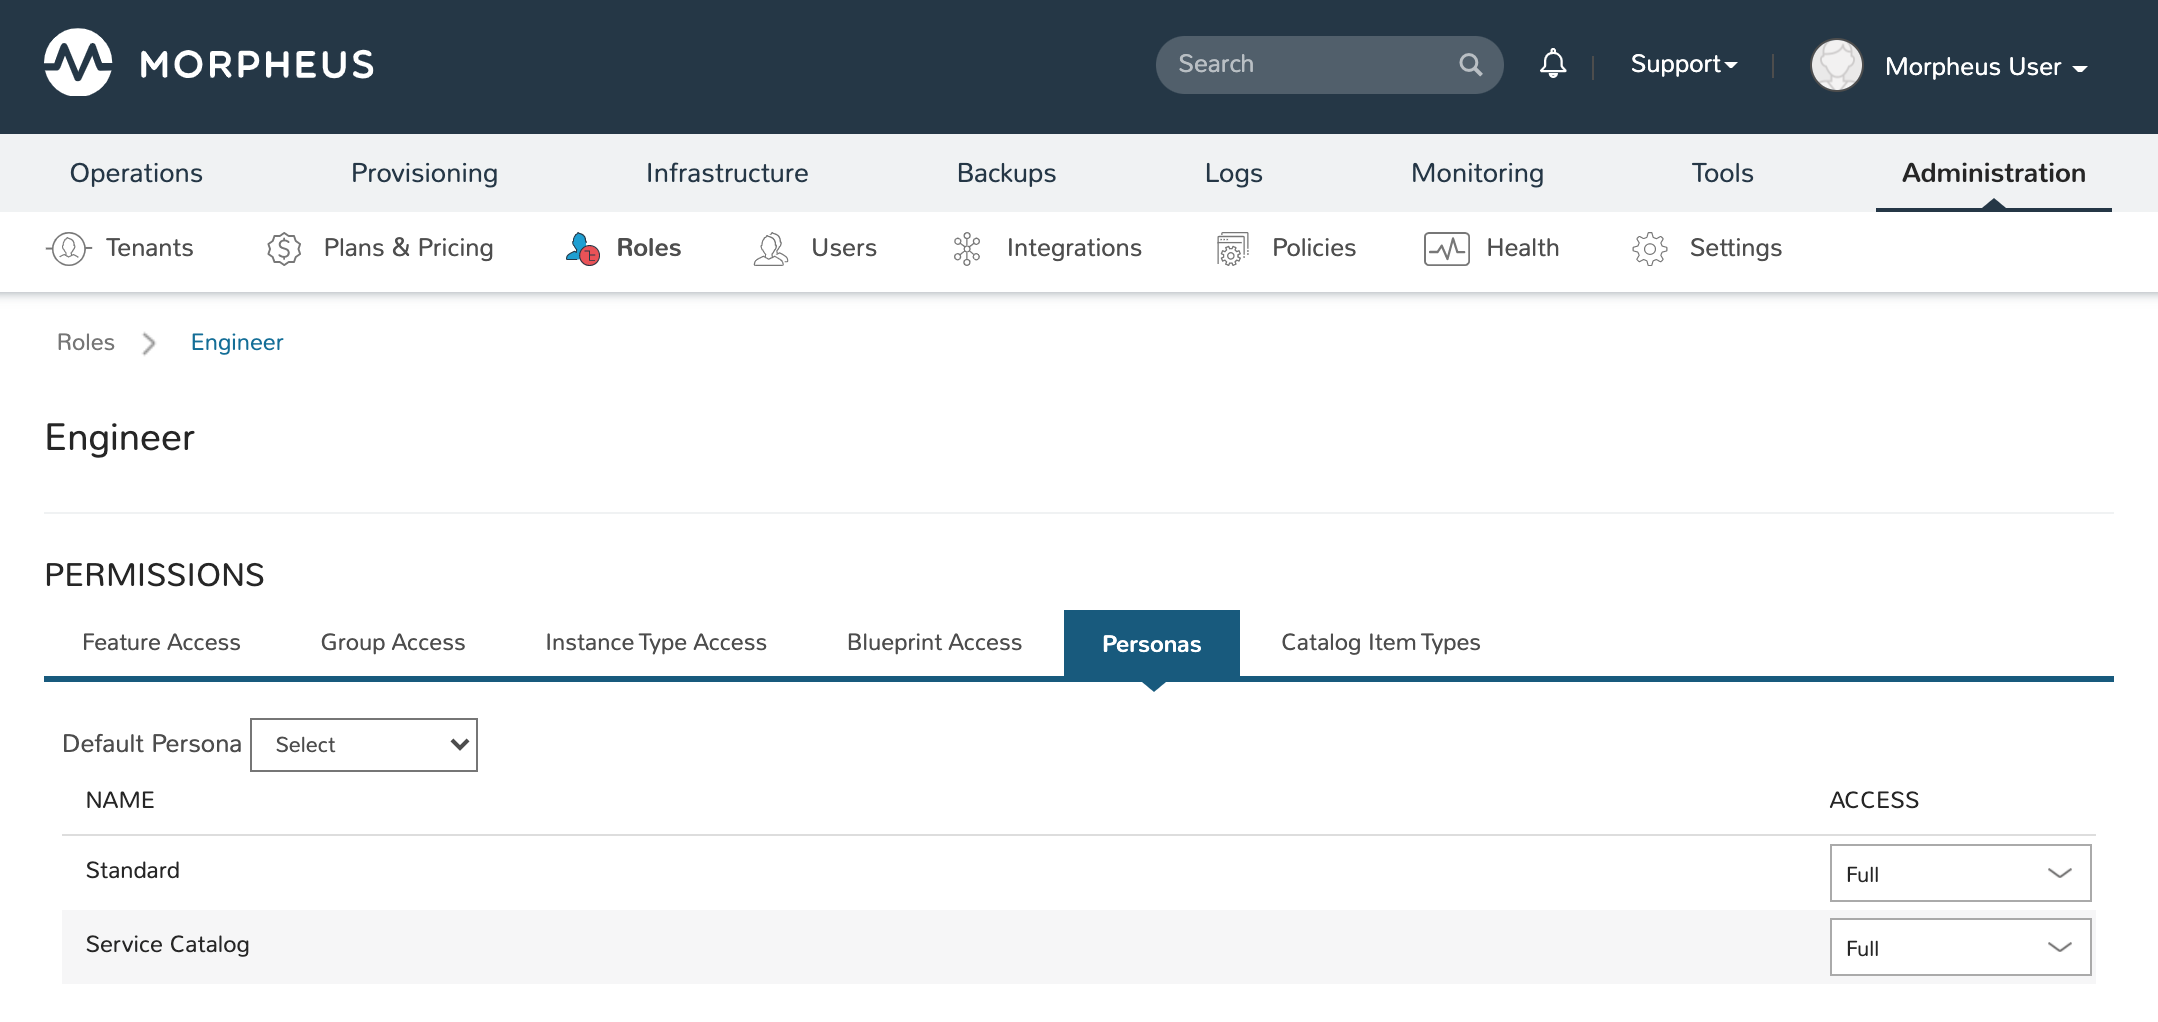 MORPHEUS
Search
Support
Morpheus User
Operations Provisioning Infrastructure Backups Logs Monitoring Tools Administration
Tenants Plans & Pricing Roles Users Integrations Policies Health Settings
Roles Engineer
Engineer
PERMISSIONS
Feature Access Group Access Instance Type Access Blueprint Access Personas Catalog Item Types
Default Persona Select
NAME ACCESS
Standard Full
Service Catalog Full